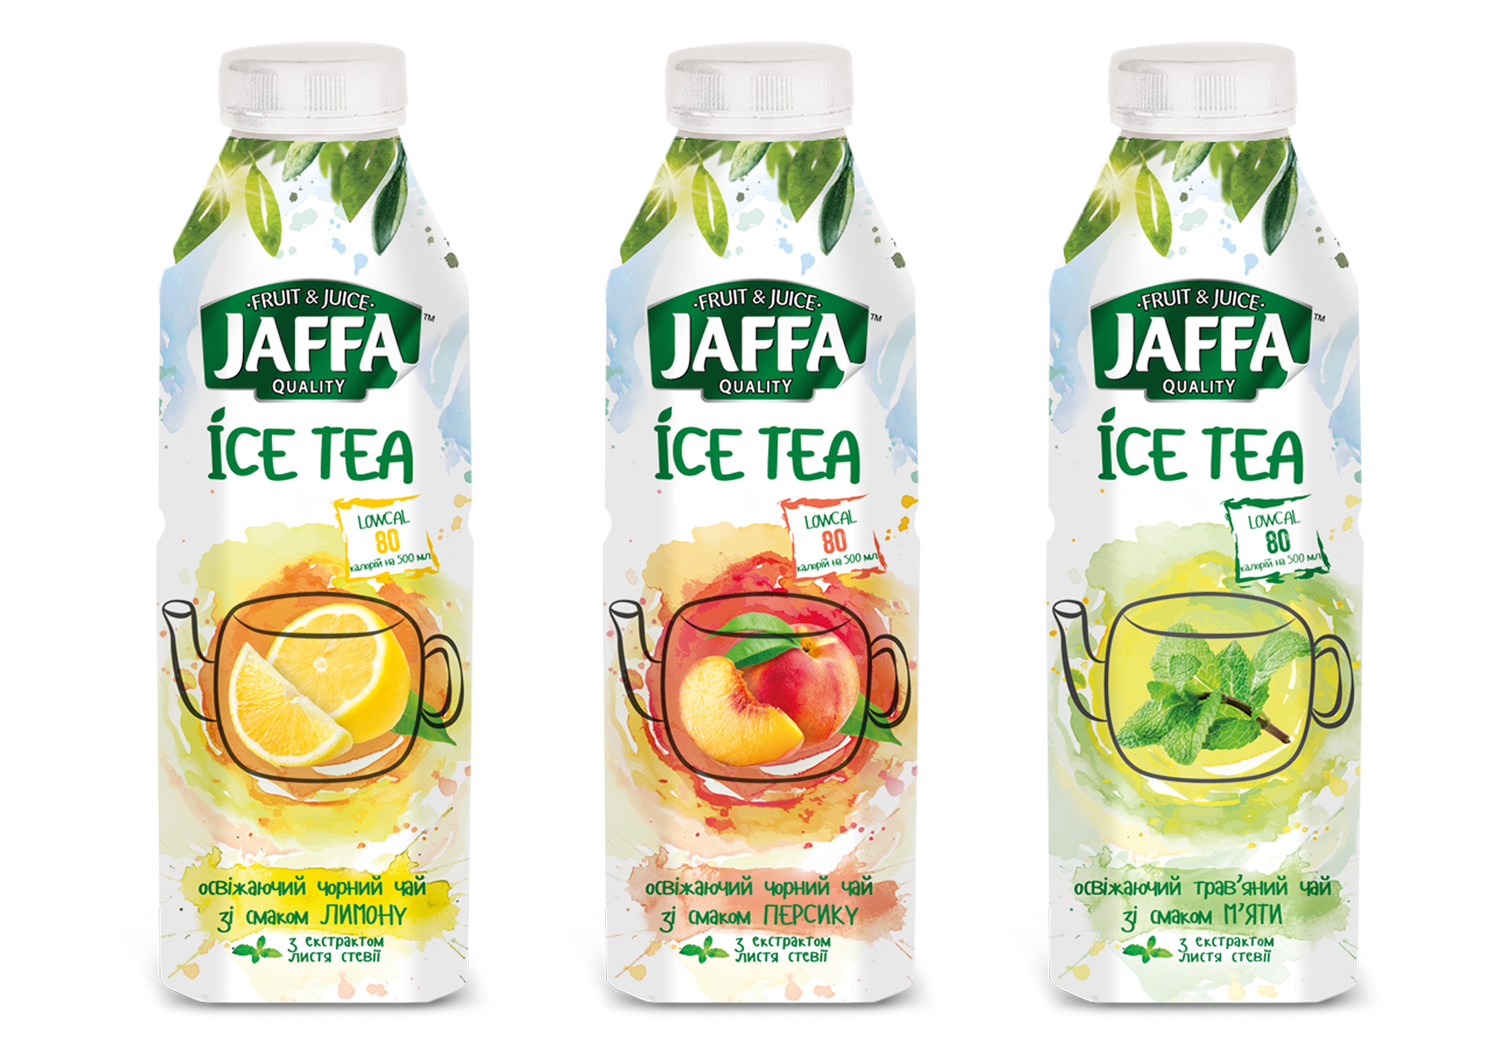 ·FRUIT & JUICE·
JAFFA™
QUALITY
ICE TEA
LOWCAL
80
калорій на 500 мл
освіжаючий чорний чай
зі смаком ЛИМОНУ
з екстрактом
листя стевії
·FRUIT & JUICE·
JAFFA™
QUALITY
ICE TEA
LOWCAL
80
калорій на 500 мл
освіжаючий чорний чай
зі смаком ПЕРСИКУ
з екстрактом
листя стевії
·FRUIT & JUICE·
JAFFA™
QUALITY
ICE TEA
LOWCAL
80
калорій на 500 мл
освіжаючий трав'яний чай
зі смаком М'ЯТИ
з екстрактом
листя стевії